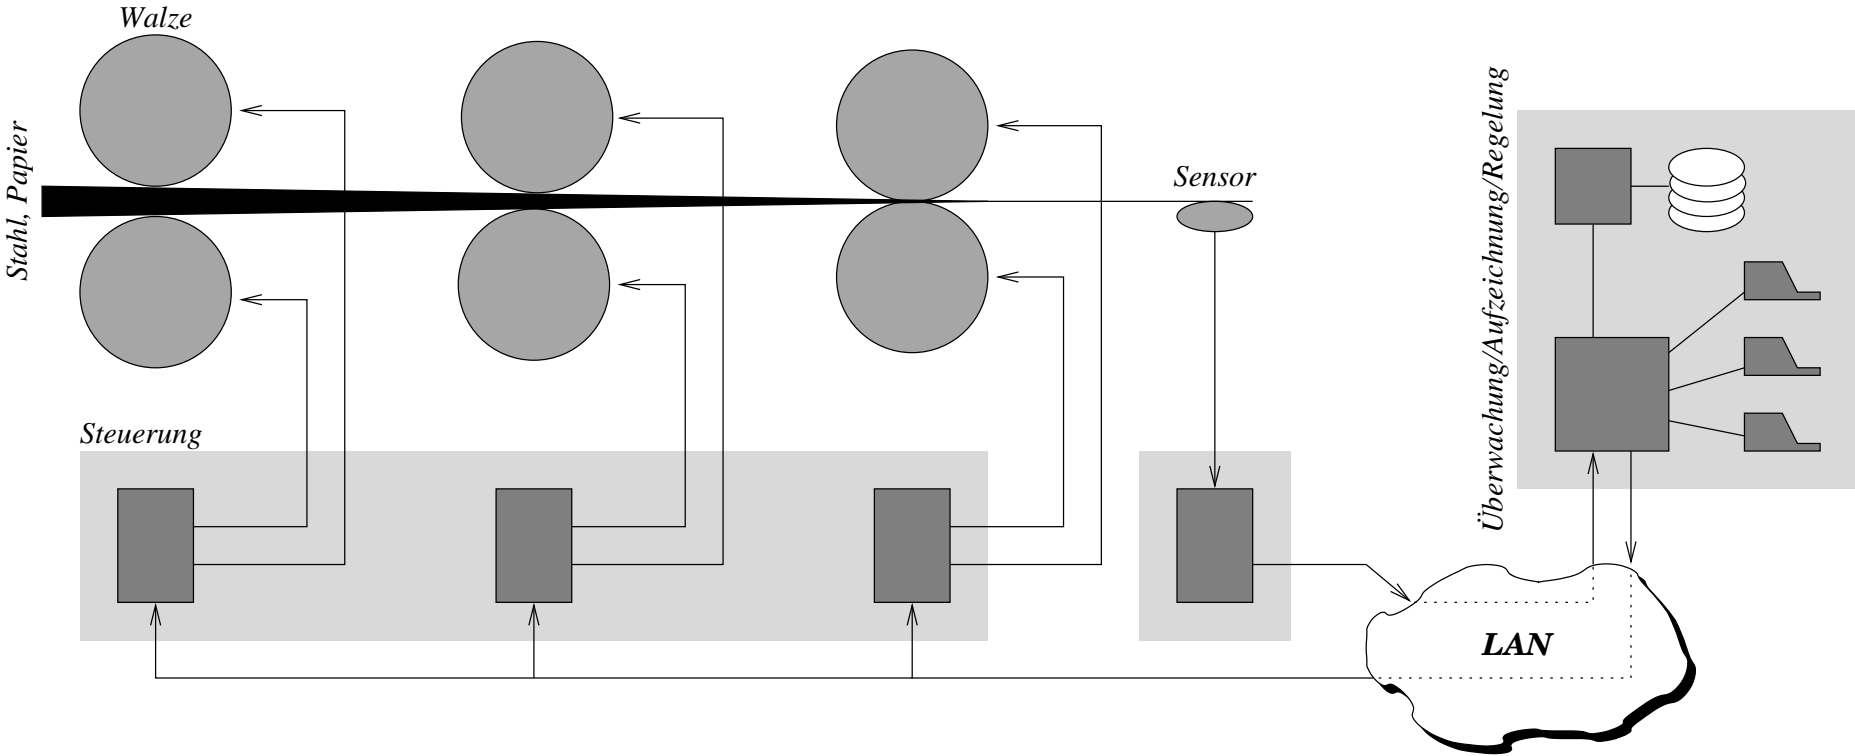 Walze
Stahl, Papier
Sensor
Überwachung/Aufzeichnung/Regelung
Steuerung
LAN